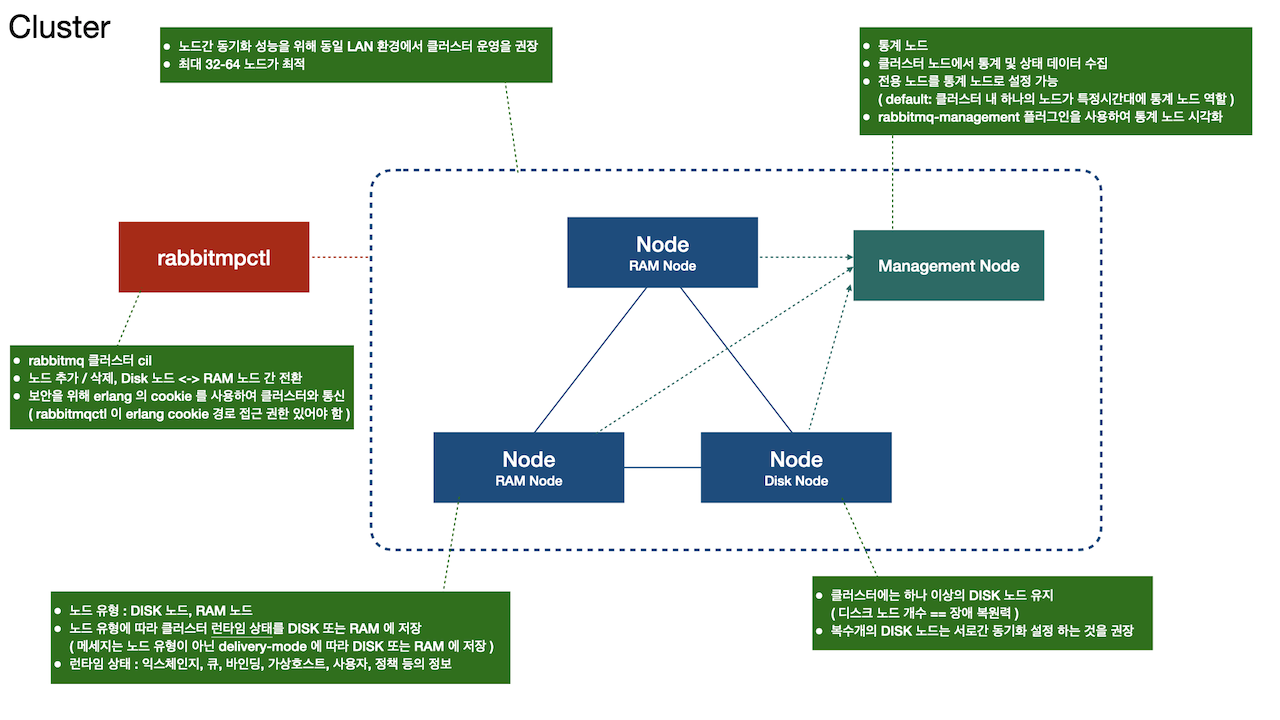 Cluster
노드간 동기화 성능을 위해 동일 LAN 환경에서 클러스터 운영을 권장
최대 32-64 노드가 최적
통계 노드
클러스터 노드에서 통계 및 상태 데이터 수집
전용 노드를 통계 노드로 설정 가능
( default: 클러스터 내 하나의 노드가 특정시간대에 통계 노드 역할 )
rabbitmq-management 플러그인을 사용하여 통계 노드 시각화
rabbitmpctl
Node
RAM Node
Management Node
rabbitmq 클러스터 cil
노드 추가 / 삭제, Disk 노드 <-> RAM 노드 간 전환
보안을 위해 erlang 의 cookie 를 사용하여 클러스터와 통신
( rabbitmqctl 이 erlang cookie 경로 접근 권한 있어야 함 )
Node
RAM Node
Node
Disk Node
노드 유형 : DISK 노드, RAM 노드
노드 유형에 따라 클러스터 런타임 상태를 DISK 또는 RAM 에 저장
( 메세지는 노드 유형이 아닌 delivery-mode 에 따라 DISK 또는 RAM 에 저장 )
런타임 상태 : 익스체인지, 큐, 바인딩, 가상호스트, 사용자, 정책 등의 정보
클러스터에는 하나 이상의 DISK 노드 유지
( 디스크 노드 개수 == 장애 복원력 )
복수개의 DISK 노드는 서로간 동기화 설정 하는 것을 권장